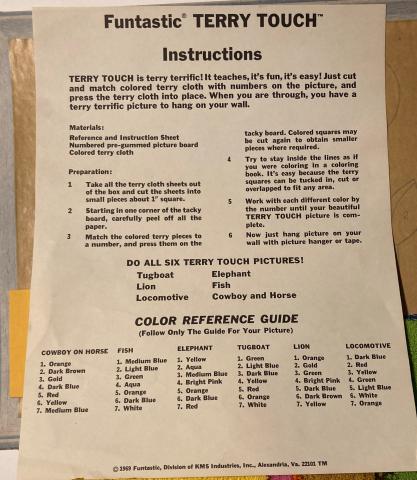 Funtastic® TERRY TOUCH™
Instructions
TERRY TOUCH is terry terrific! It teaches, it's fun, it's easy! Just cut
and match colored terry cloth with numbers on the picture, and
press the terry cloth into place. When you are through, you have a
terry terrific picture to hang on your wall.
Materials:
Reference and Instruction Sheet
Numbered pre-gummed picture board
Colored terry cloth
Preparation:
1 Take all the terry cloth sheets out
of the box and cut the sheets into
small pieces about 1" square.
2 Starting in one corner of the tacky
board, carefully peel off all the
paper.
3 Match the colored terry pieces to
a number, and press them on the
tacky board. Colored squares may
be cut again to obtain smaller
pieces where required.
4 Try to stay inside the lines as if
you were coloring in a coloring
book. It's easy because the terry
squares can be tucked in, cut or
overlapped to fit any area.
5 Work with each different color by
the number until your beautiful
TERRY TOUCH picture is com-
plete.
6 Now just hang picture on your
wall with picture hanger or tape.
DO ALL SIX TERRY TOUCH PICTURES!
Tugboat Elephant
Lion Fish
Locomotive Cowboy and Horse
COLOR REFERENCE GUIDE
(Follow Only The Guide For Your Picture)
COWBOY ON HORSE
1. Orange
2. Dark Brown
3. Gold
4. Dark Blue
5. Red
6. Yellow
7. Medium Blue
FISH
1. Medium Blue
2. Light Blue
3. Green
4. Aqua
5. Orange
6. Dark Blue
7. White
ELEPHANT
1. Yellow
2. Aqua
3. Medium Blue
4. Bright Pink
5. Orange
6. Dark Blue
7. Red
TUGBOAT
1. Green
2. Light Blue
3. Dark Blue
4. Yellow
5. Red
6. Orange
7. White
LION
1. Orange
2. Gold
3. Green
4. Bright Pink
5. Dark Blue
6. Dark Brown
7. Yellow
LOCOMOTIVE
1. Dark Blue
2. Red
3. Yellow
4. Green
5. Light Blue
6. White
7. Orange
© 1969 Funtastic, Division of KMS Industries, Inc., Alexandria, Va. 22101 TM